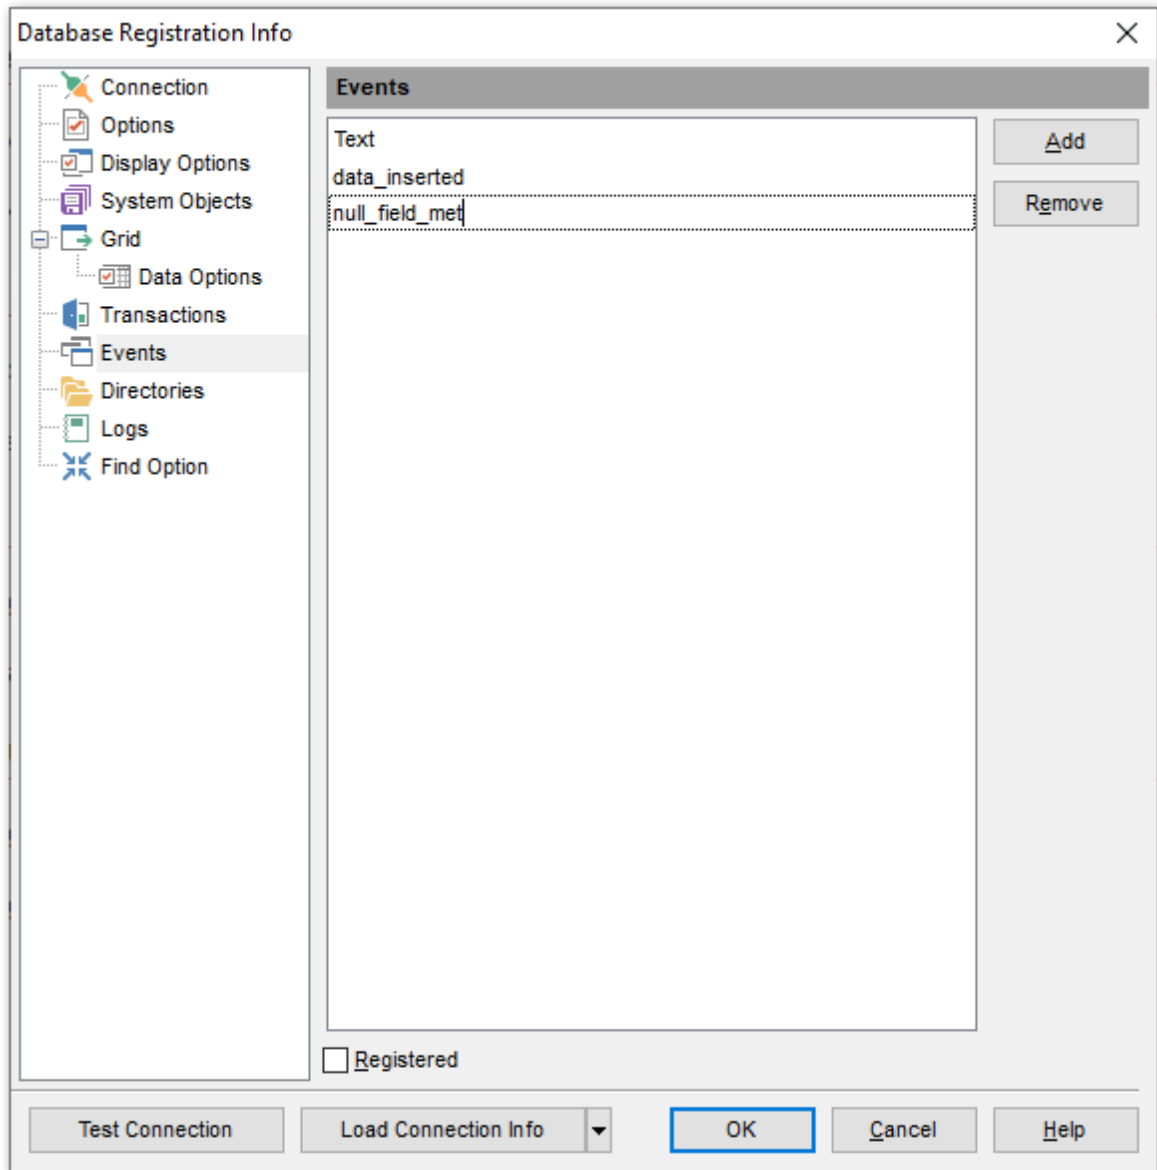 Database Registration Info
Connection
Options
Display Options
System Objects
Grid
Data Options
Transactions
Events
Directories
Logs
Find Option
Events
Text
data_inserted
null_field_met
Add
Remove
Registered
Test Connection
Load Connection Info
OK
Cancel
Help